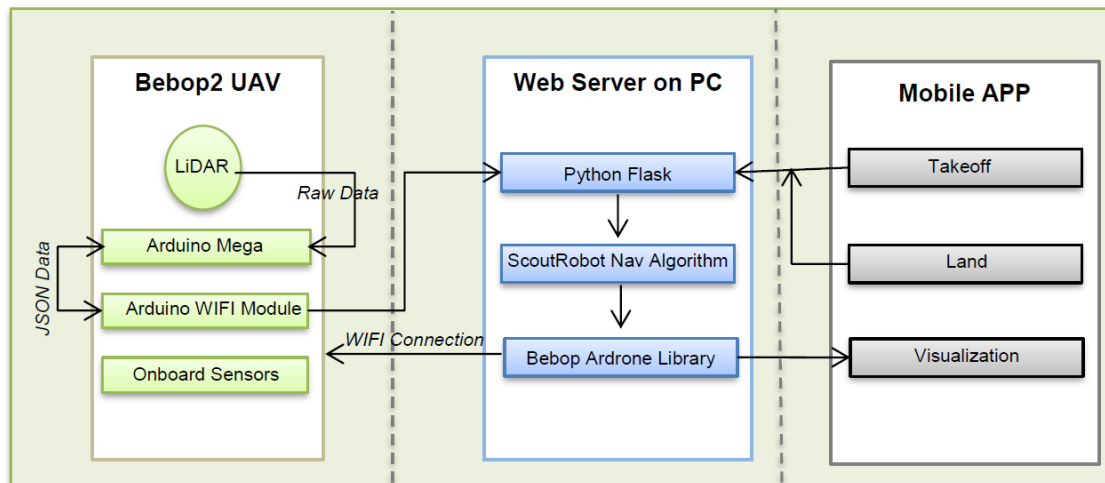 Bebop2 UAV
LiDAR
Raw Data
Arduino Mega
JSON Data
Arduino WIFI Module
WIFI Connection
Onboard Sensors
Web Server on PC
Python Flask
ScoutRobot Nav Algorithm
Bebop Ardrone Library
Mobile APP
Takeoff
Land
Visualization